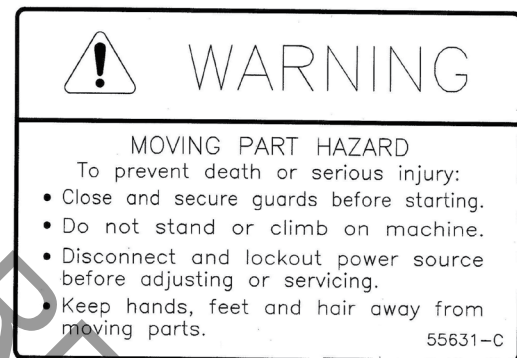 WARNING
MOVING PART HAZARD
To prevent death or serious injury:
• Close and secure guards before starting.
• Do not stand or climb on machine.
• Disconnect and lockout power source
before adjusting or servicing.
• Keep hands, feet and hair away from
moving parts.
55631-C